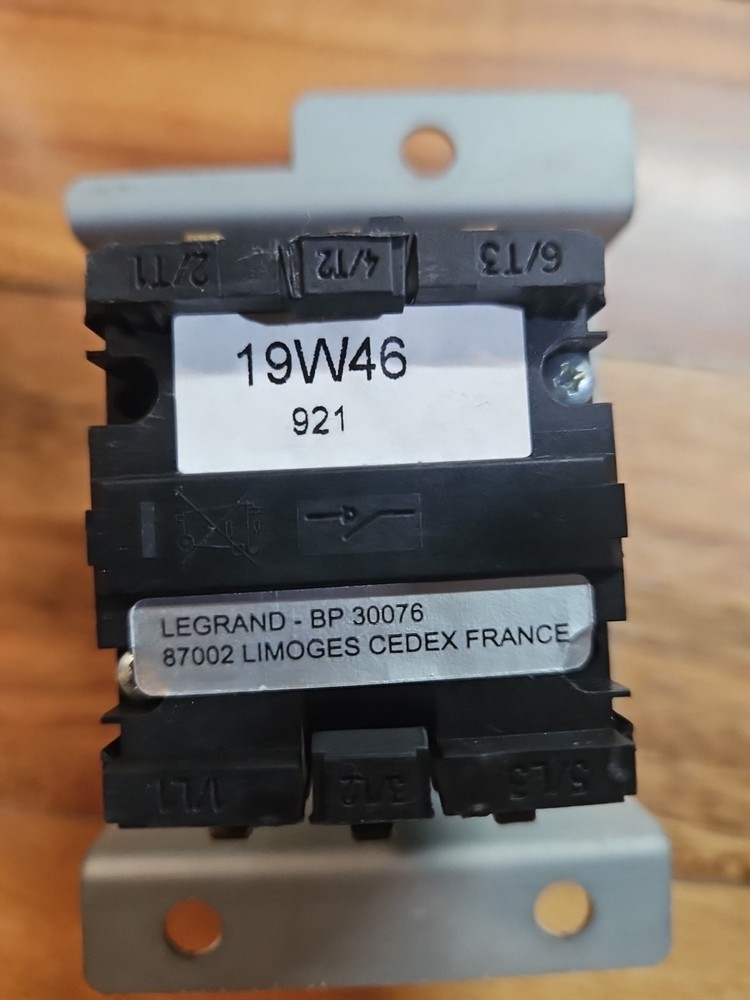 2/T1 4/T2 6/T3
19W46
921
LEGRAND - BP 30076
87002 LIMOGES CEDEX FRANCE
1/L1 3/L2 5/L3